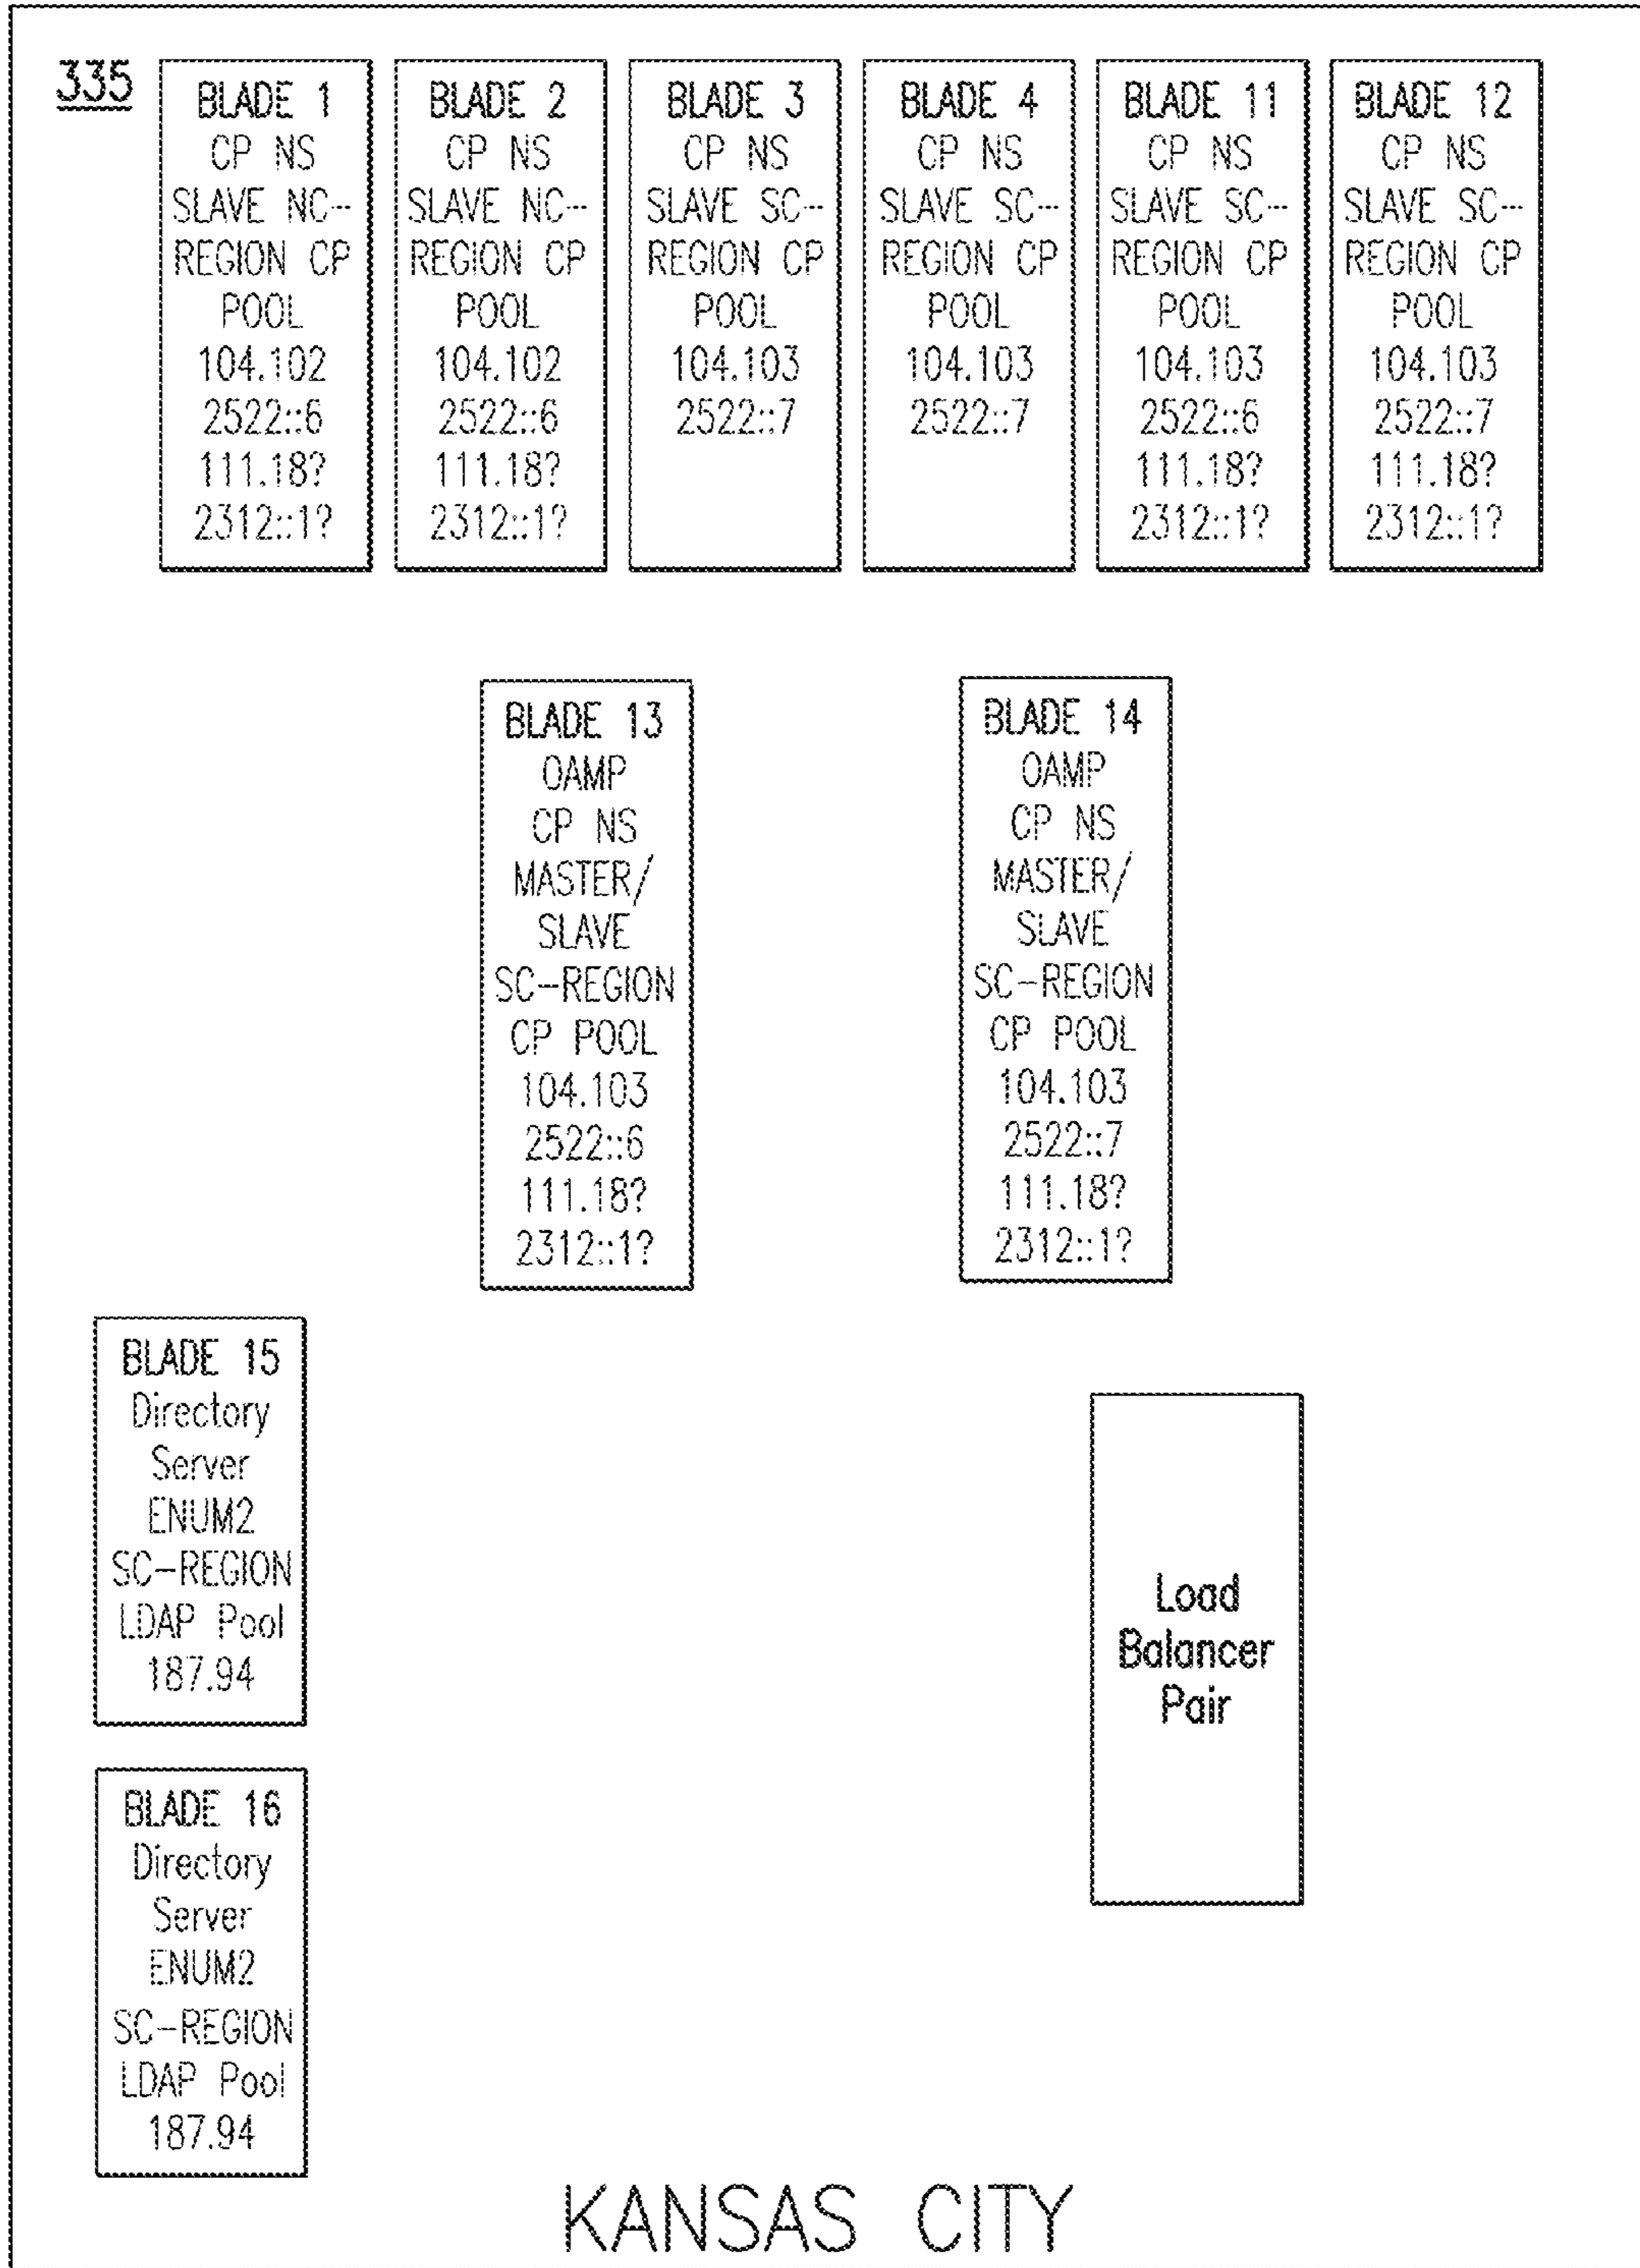 335
BLADE 1
CP NS
SLAVE NC-
REGION CP
POOL
104.102
2522::6
111.18?
2312::1?
BLADE 2
CP NS
SLAVE NC-
REGION CP
POOL
104.102
2522::6
111.18?
2312::1?
BLADE 3
CP NS
SLAVE SC-
REGION CP
POOL
104.103
2522::7
BLADE 4
CP NS
SLAVE SC-
REGION CP
POOL
104.103
2522::7
BLADE 11
CP NS
SLAVE SC-
REGION CP
POOL
104.103
2522::6
111.18?
2312::1?
BLADE 12
CP NS
SLAVE SC-
REGION CP
POOL
104.103
2522::7
111.18?
2312::1?
BLADE 13
OAMP
CP NS
MASTER/
SLAVE
SC-REGION
CP POOL
104.103
2522::6
111.18?
2312::1?
BLADE 14
OAMP
CP NS
MASTER/
SLAVE
SC-REGION
CP POOL
104.103
2522::7
111.18?
2312::1?
BLADE 15
Directory
Server
ENUM2
SC-REGION
LDAP Pool
187.94
Load
Balancer
Pair
BLADE 16
Directory
Server
ENUM2
SC-REGION
LDAP Pool
187.94
KANSAS CITY